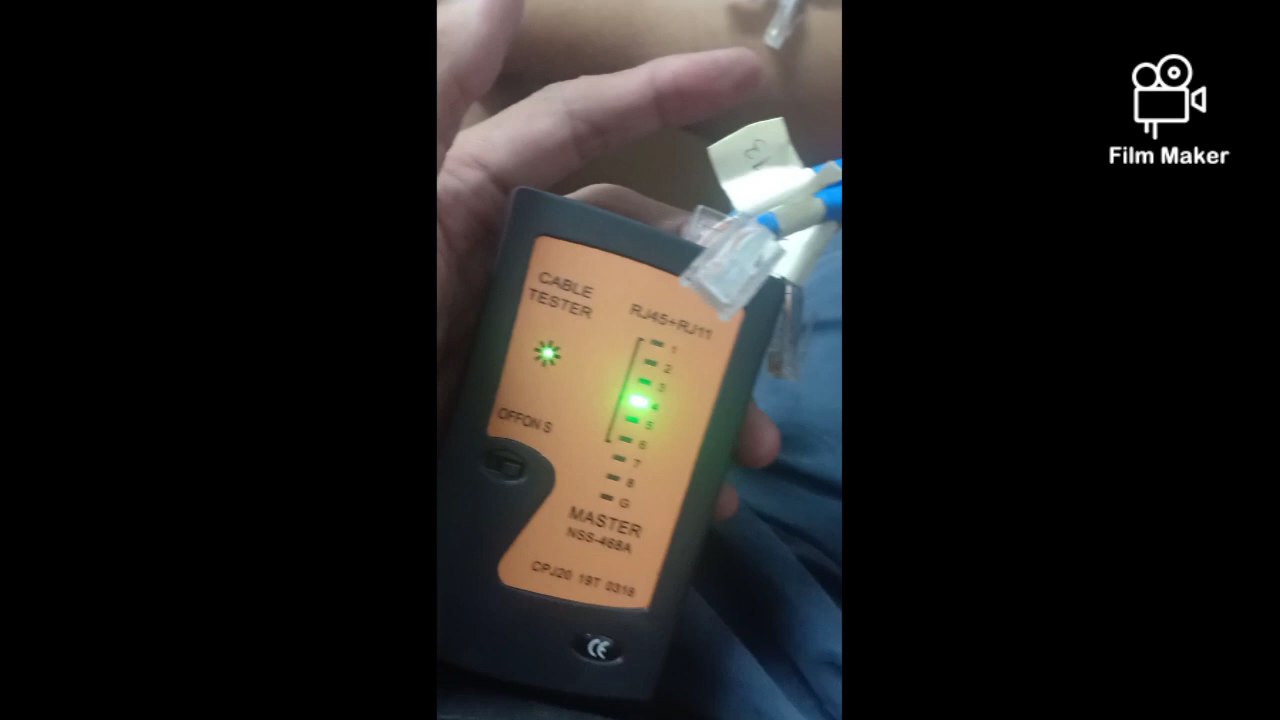 Film Maker
CABLE
TESTER
RJ45+RJ11
1
2
3
4
5
6
7
8
G
OFFON S
MASTER
NSS-468A
CPJ20 19T 0318
CE